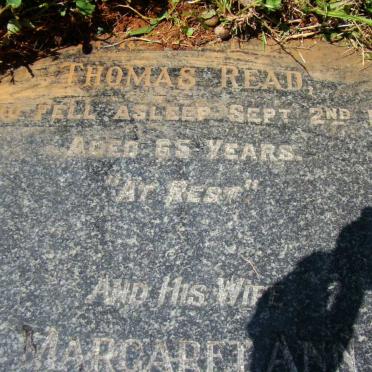 THOMAS READ,
FELL ASLEEP SEPT 2ND
AGED 65 YEARS.
"AT REST"
AND HIS WIFE
MARGARET ANN